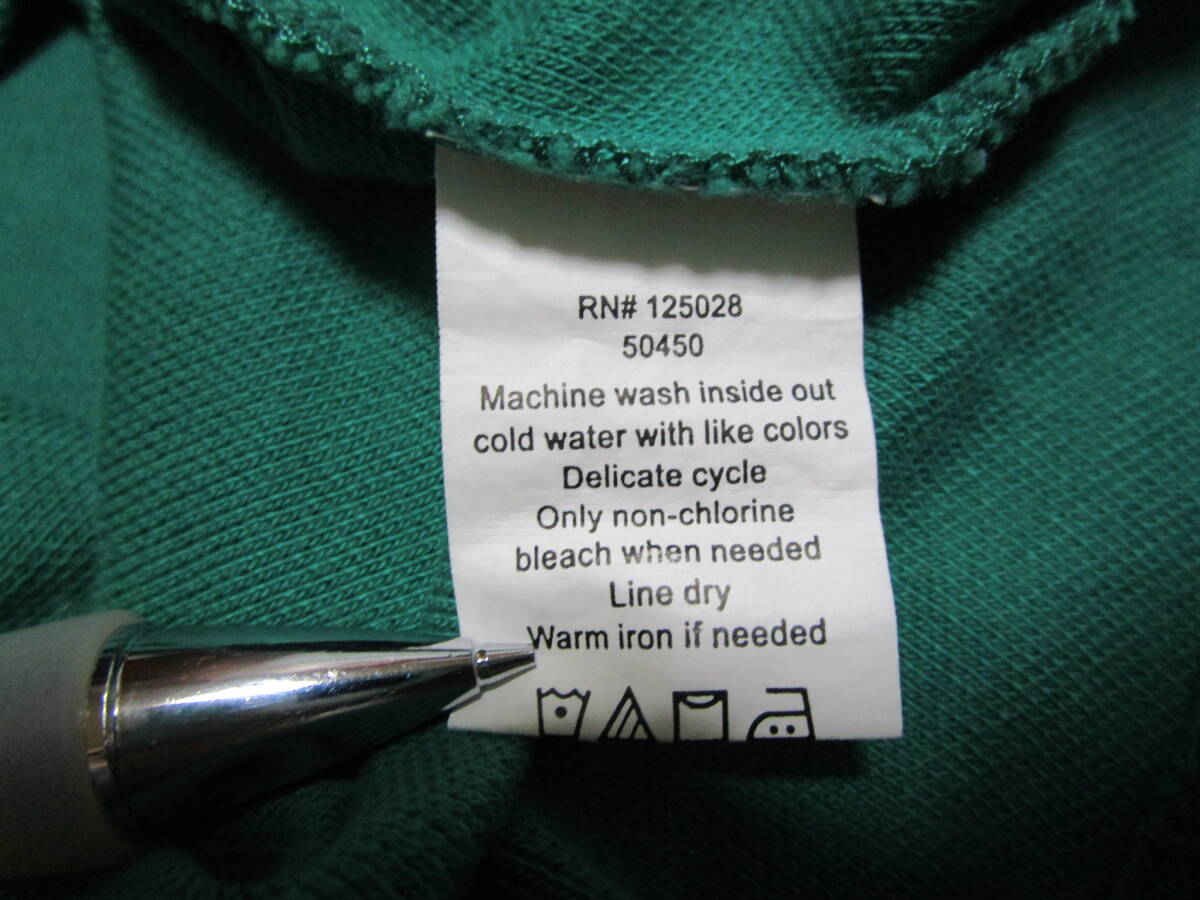 RN# 125028
50450
Machine wash inside out
cold water with like colors
Delicate cycle
Only non-chlorine
bleach when needed
Line dry
Warm iron if needed